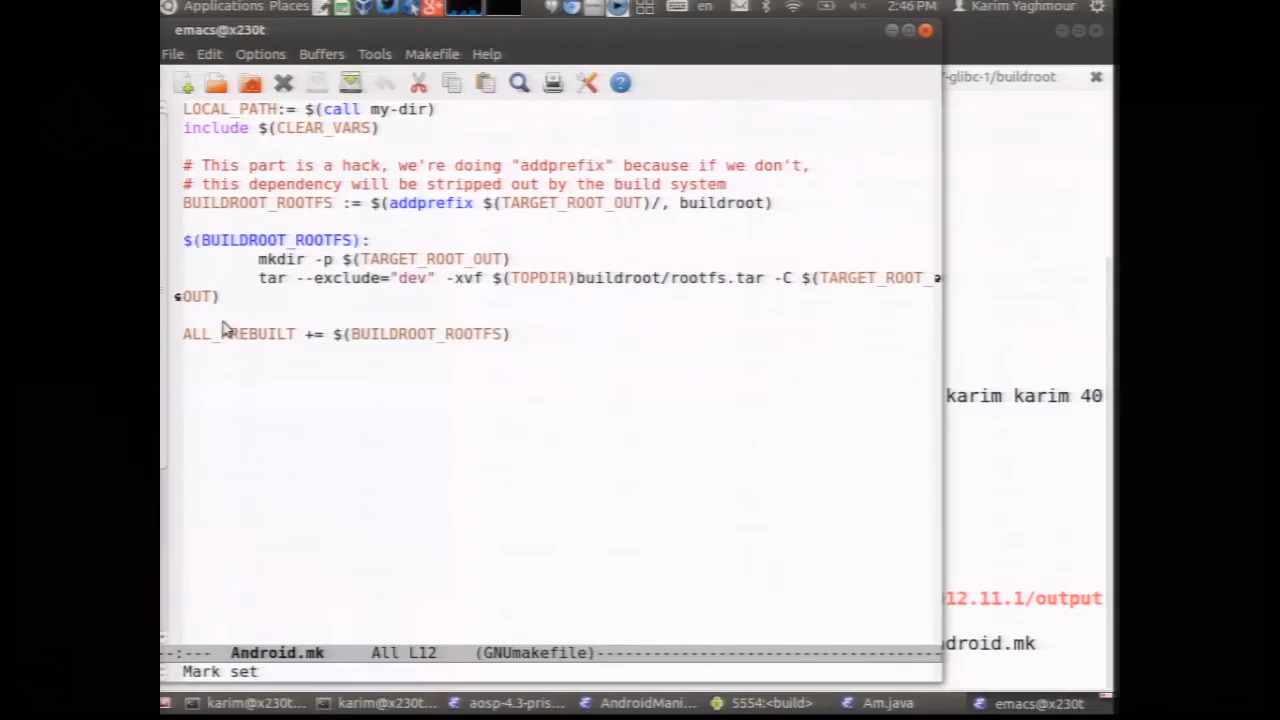 Applications Places en 2:46 PM Karim Yaghmour
emacs@x230t
File Edit Options Buffers Tools Makefile Help
-glibc-1/buildroot
LOCAL_PATH:= $(call my-dir)
include $(CLEAR_VARS)
# This part is a hack, we're doing "addprefix" because if we don't,
# this dependency will be stripped out by the build system
BUILDROOT_ROOTFS := $(addprefix $(TARGET_ROOT_OUT)/, buildroot)
$(BUILDROOT_ROOTFS):
mkdir -p $(TARGET_ROOT_OUT)
tar --exclude="dev" -xvf $(TOPDIR)buildroot/rootfs.tar -C $(TARGET_ROOT_
OUT)
ALL_PREBUILT += $(BUILDROOT_ROOTFS)
karim karim 40
12.11.1/output
droid.mk
--:--- Android.mk All L12 (GNUmakefile)
Mark set
karim@x230t... karim@x230t... aosp-4.3-pris... AndroidMani... 5554:<build> Am.java emacs@x230t